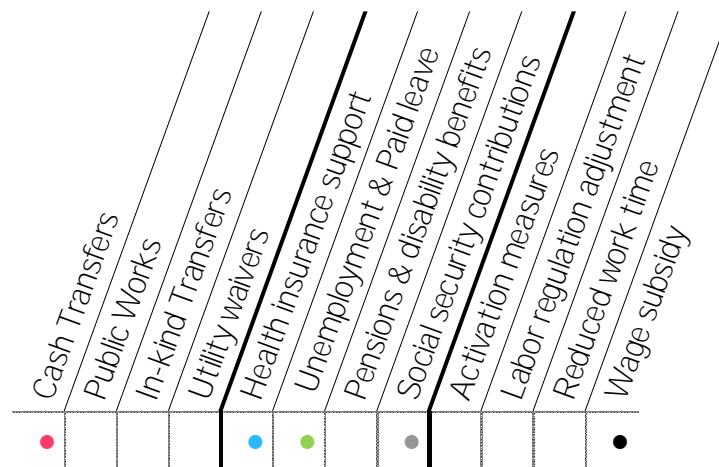 Cash Transfers
Public Works
In-Kind Transfers
Utility waivers
Health insurance support
Unemployment & Paid leave
Pensions & disability benefits
Social security contributions
Activation measures
Labor regulation adjustment
Reduced work time
Wage subsidy